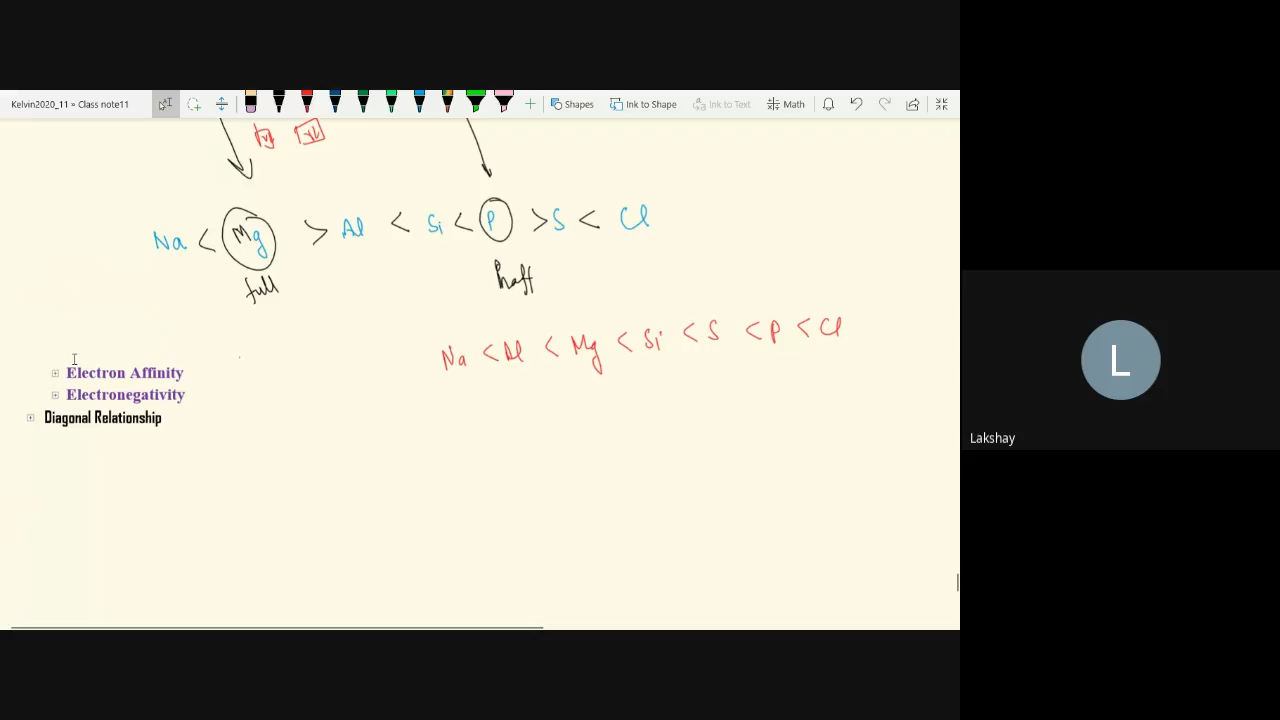 Kelvin2020_11 » Class note11
Shapes
Ink to Shape
Ink to Text
Math
Na < Mg > Al < Si < P > S < Cl
full
half
Na < Al < Mg < Si < S < P < Cl
Electron Affinity
Electronegativity
Diagonal Relationship
L
Lakshay